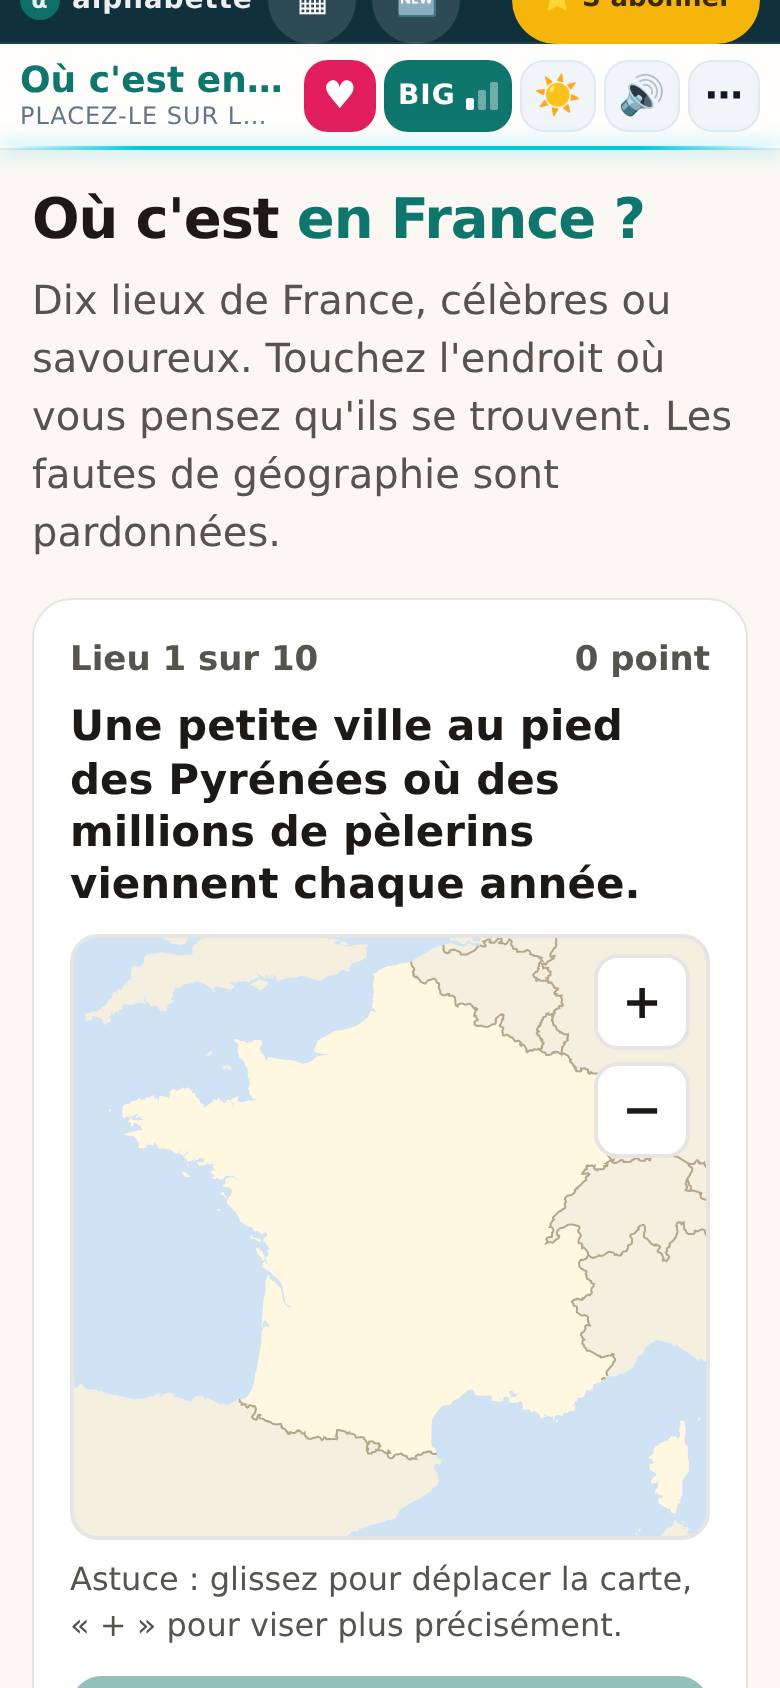 alphabette
NEW
S'abonner
Où c'est en...
PLACEZ-LE SUR L...
BIG
...
Où c'est en France ?
Dix lieux de France, célèbres ou
savoureux. Touchez l'endroit où
vous pensez qu'ils se trouvent. Les
fautes de géographie sont
pardonnées.
Lieu 1 sur 10
0 point
Une petite ville au pied
des Pyrénées où des
millions de pèlerins
viennent chaque année.
+
−
Astuce : glissez pour déplacer la carte,
« + » pour viser plus précisément.